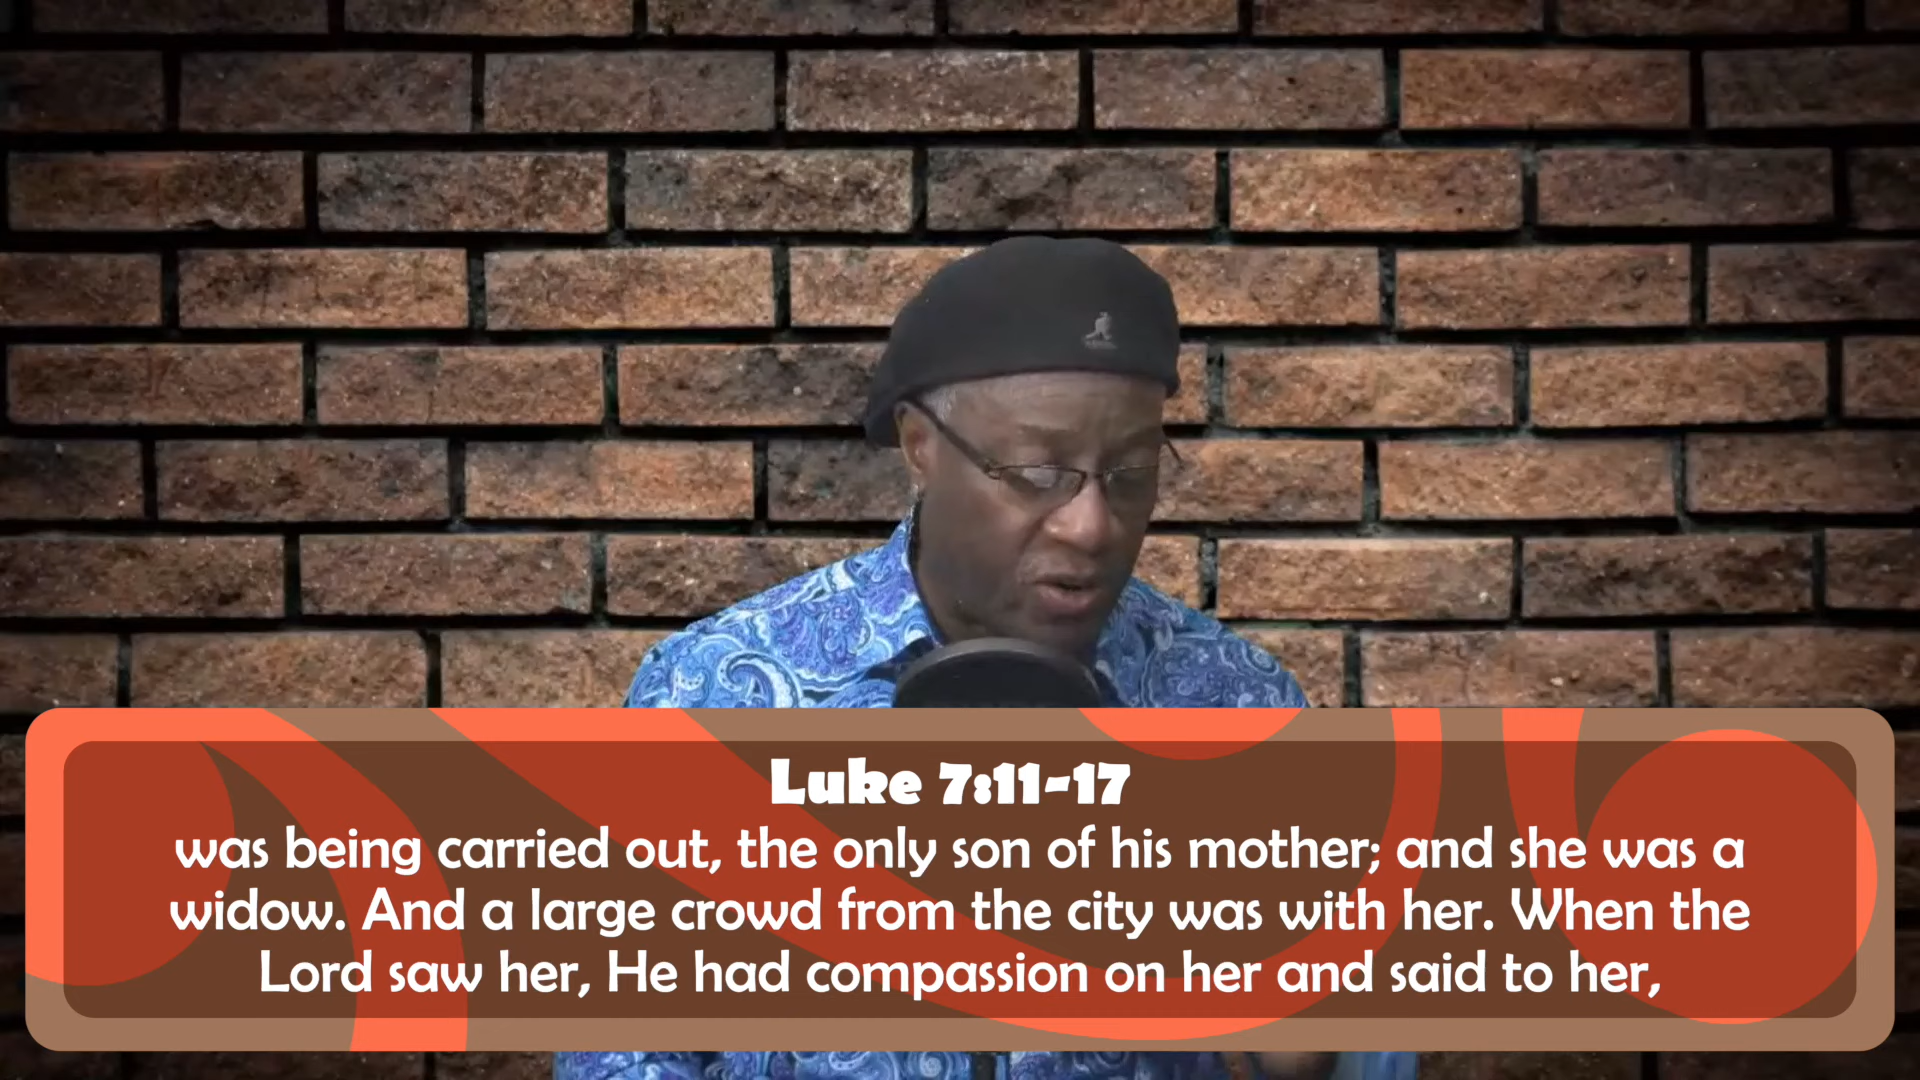 Luke 7:11-17
was being carried out, the only son of his mother; and she was a
widow. And a large crowd from the city was with her. When the
Lord saw her, He had compassion on her and said to her,